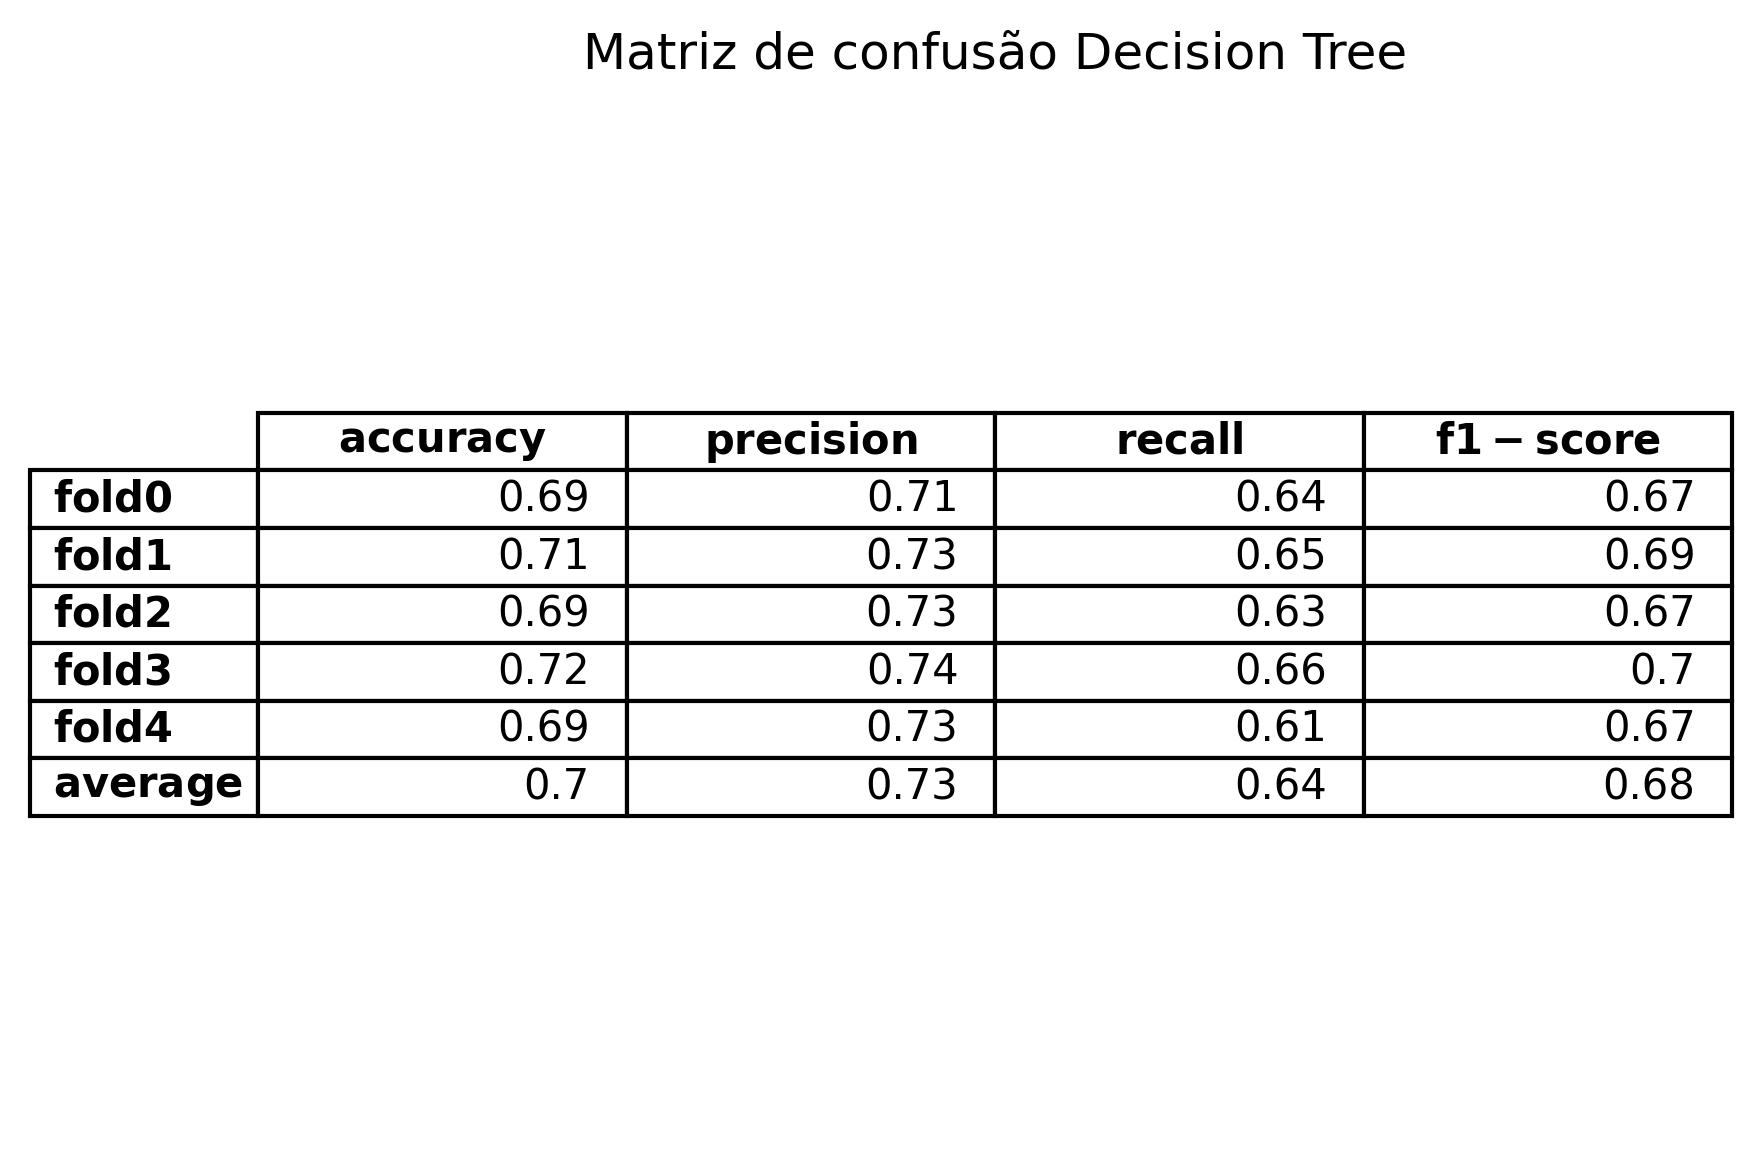 Matriz de confusão Decision Tree
accuracy precision recall f1 − score
fold0 0.69 0.71 0.64 0.67
fold1 0.71 0.73 0.65 0.69
fold2 0.69 0.73 0.63 0.67
fold3 0.72 0.74 0.66 0.7
fold4 0.69 0.73 0.61 0.67
average 0.7 0.73 0.64 0.68